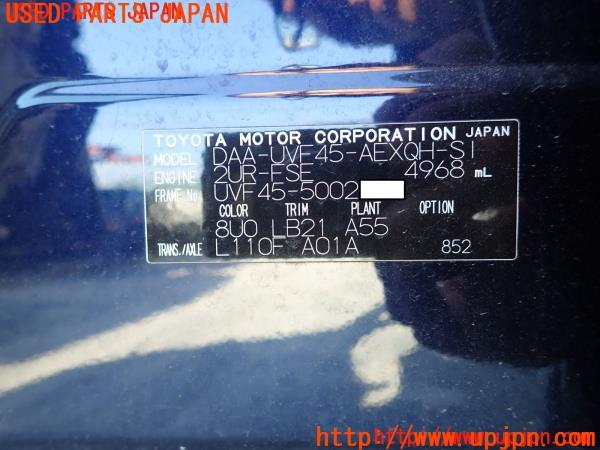 USED PARTS JAPAN
TOYOTA MOTOR CORPORATION JAPAN
MODEL DAA-UVF45-AEXQH-SI
ENGINE 2UR-FSE 4968 mL
FRAME No. UVF45-5002
COLOR TRIM PLANT OPTION
8U0 LB21 A55
TRANS./AXLE L110F A01A 852
http://www.upjpn.com/